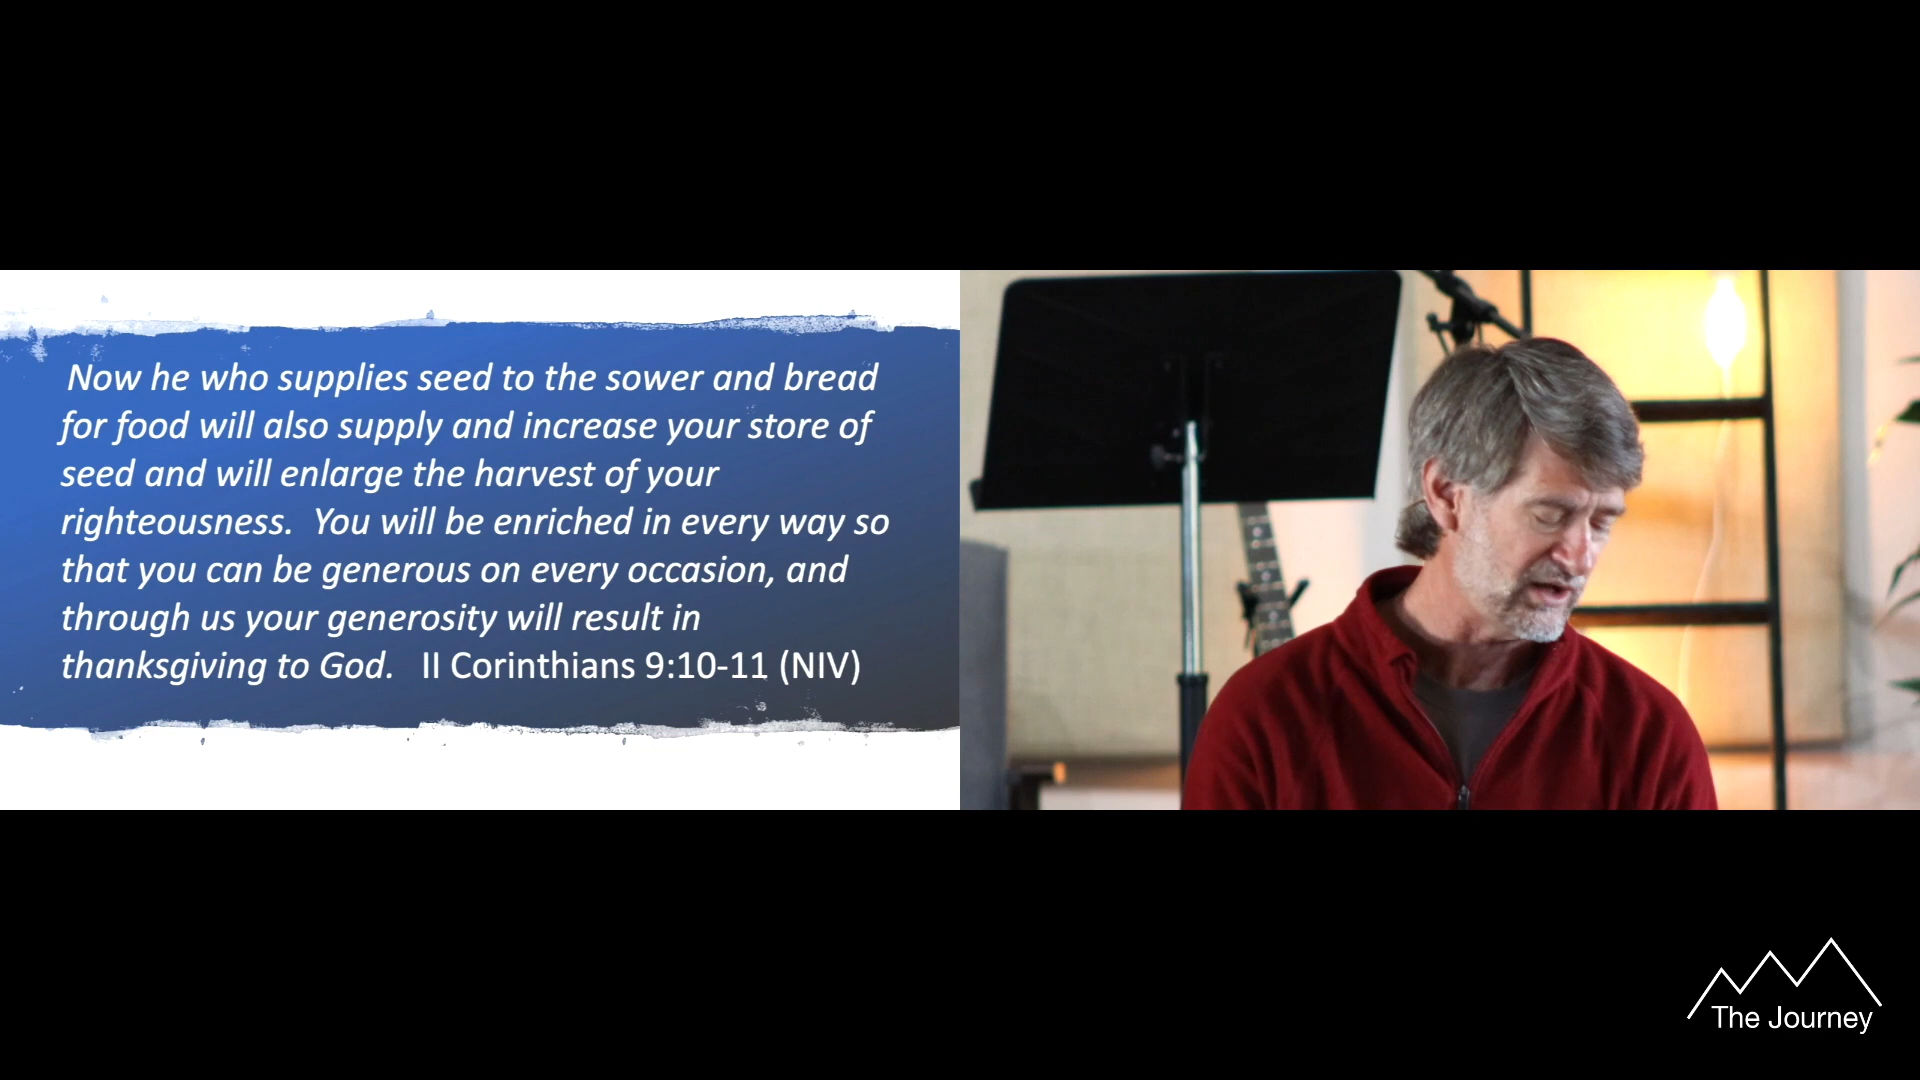 Now he who supplies seed to the sower and bread
for food will also supply and increase your store of
seed and will enlarge the harvest of your
righteousness.  You will be enriched in every way so
that you can be generous on every occasion, and
through us your generosity will result in
thanksgiving to God.   II Corinthians 9:10-11 (NIV)
The Journey